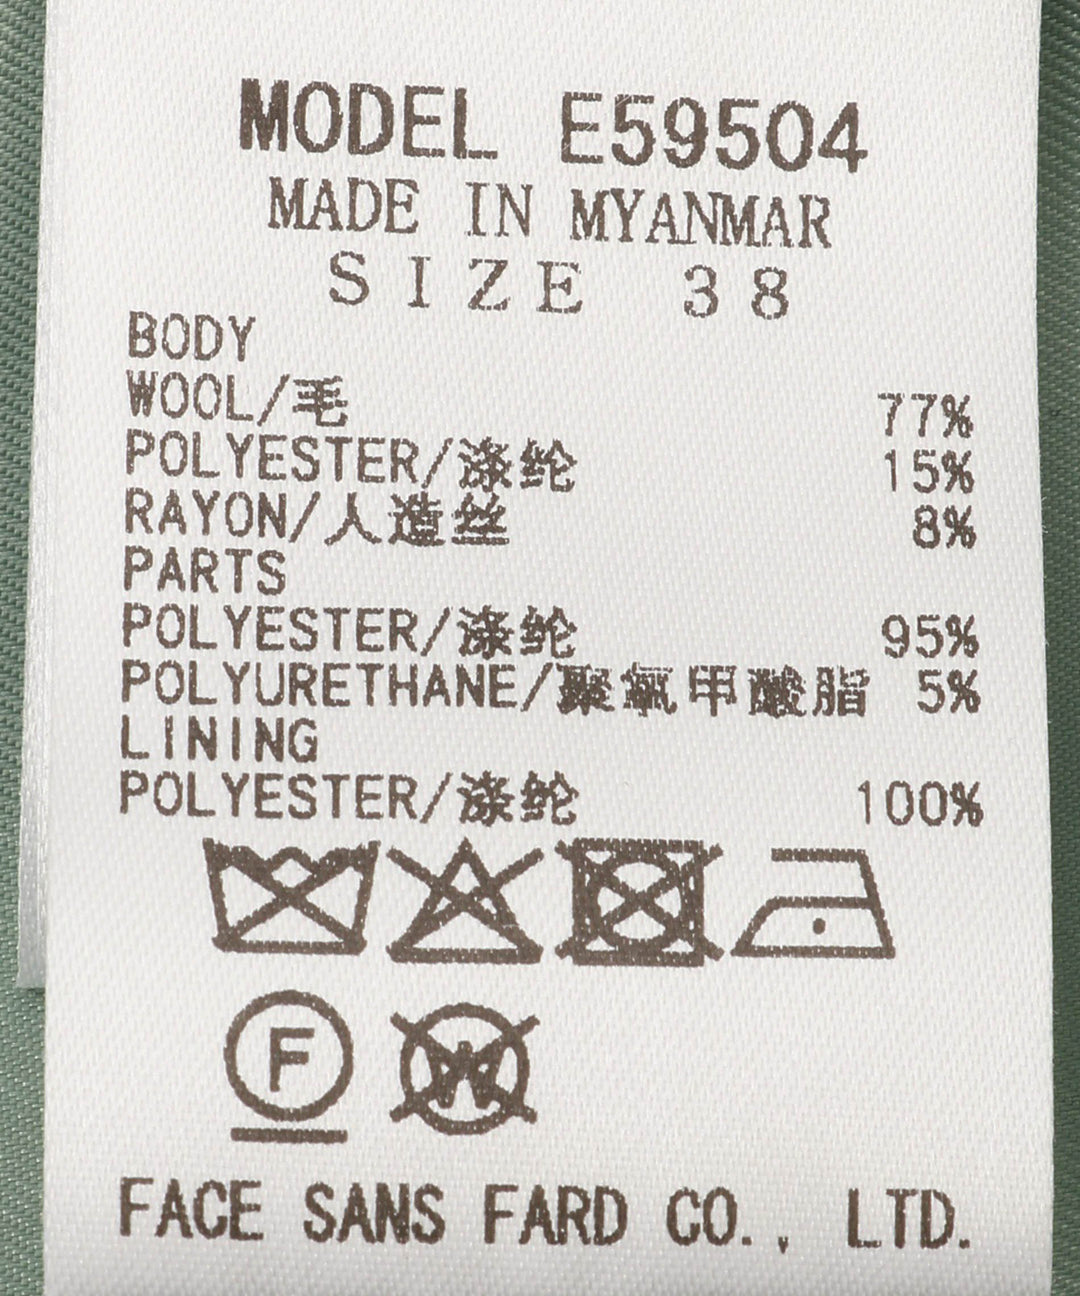 MODEL E59504
MADE IN MYANMAR
SIZE 38
BODY
WOOL/毛 77%
POLYESTER/涤纶 15%
RAYON/人造丝 8%
PARTS
POLYESTER/涤纶 95%
POLYURETHANE/聚氨甲酸脂 5%
LINING
POLYESTER/涤纶 100%
F W
FACE SANS FARD CO., LTD.